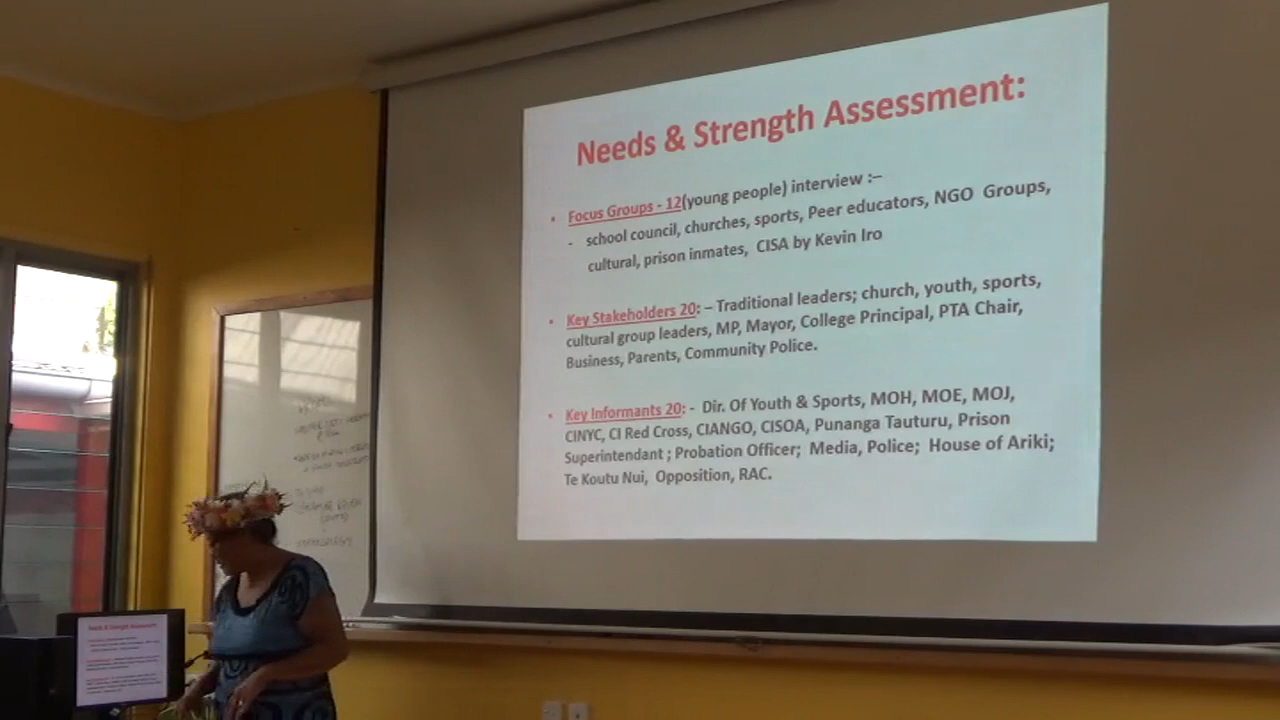 Needs & Strength Assessment:
• Focus Groups - 12(young people) interview :–
- school council, churches, sports, Peer educators, NGO Groups,
cultural, prison inmates, CISA by Kevin Iro
• Key Stakeholders 20: – Traditional leaders; church, youth, sports,
cultural group leaders, MP, Mayor, College Principal, PTA Chair,
Business, Parents, Community Police.
• Key Informants 20: - Dir. Of Youth & Sports, MOH, MOE, MOJ,
CINYC, CI Red Cross, CIANGO, CISOA, Punanga Tauturu, Prison
Superintendant ; Probation Officer; Media, Police; House of Ariki;
Te Koutu Nui, Opposition, RAC.
Needs & Strength Assessment: